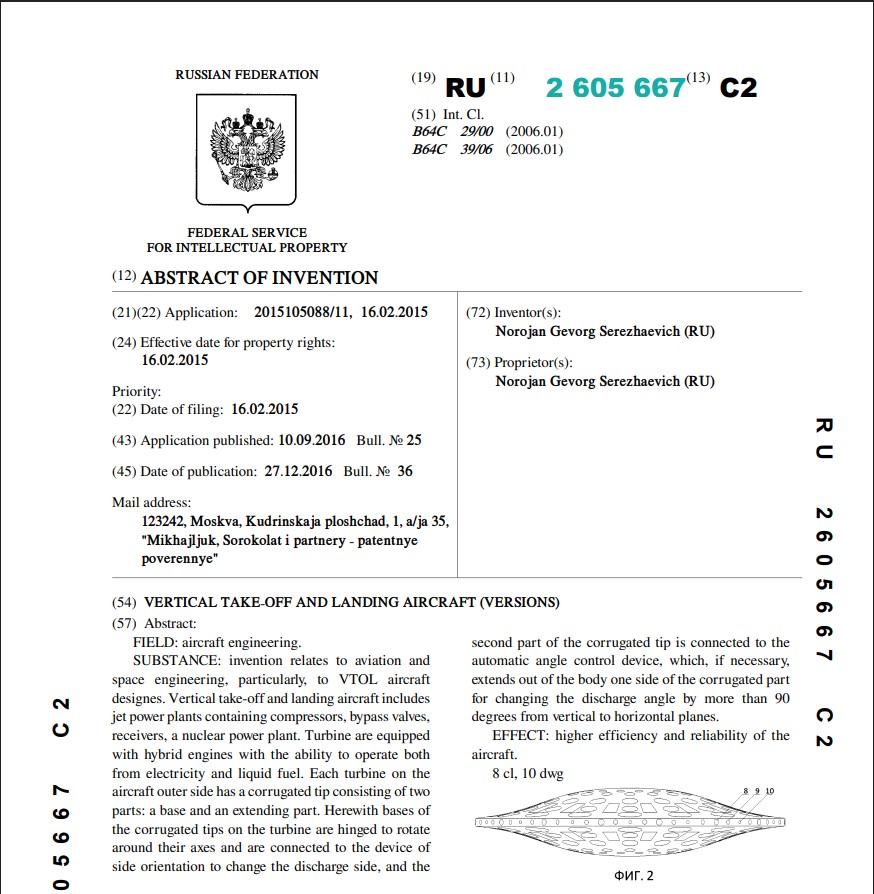 RUSSIAN FEDERATION
(19) RU (11) 2 605 667 (13) C2
(51) Int. Cl.
B64C 29/00 (2006.01)
B64C 39/06 (2006.01)
FEDERAL SERVICE
FOR INTELLECTUAL PROPERTY
(12) ABSTRACT OF INVENTION
(21)(22) Application: 2015105088/11, 16.02.2015
(24) Effective date for property rights:
16.02.2015
Priority:
(22) Date of filing: 16.02.2015
(43) Application published: 10.09.2016 Bull. № 25
(45) Date of publication: 27.12.2016 Bull. № 36
Mail address:
123242, Moskva, Kudrinskaja ploshchad, 1, a/ja 35,
"Mikhajljuk, Sorokolat i partnery - patentnye
poverennye"
(72) Inventor(s):
Norojan Gevorg Serezhaevich (RU)
(73) Proprietor(s):
Norojan Gevorg Serezhaevich (RU)
(54) VERTICAL TAKE-OFF AND LANDING AIRCRAFT (VERSIONS)
(57) Abstract:
FIELD: aircraft engineering.
SUBSTANCE: invention relates to aviation and
space engineering, particularly, to VTOL aircraft
designes. Vertical take-off and landing aircraft includes
jet power plants containing compressors, bypass valves,
receivers, a nuclear power plant. Turbine are equipped
with hybrid engines with the ability to operate both
from electricity and liquid fuel. Each turbine on the
aircraft outer side has a corrugated tip consisting of two
parts: a base and an extending part. Herewith bases of
the corrugated tips on the turbine are hinged to rotate
around their axes and are connected to the device of
side orientation to change the discharge side, and the
second part of the corrugated tip is connected to the
automatic angle control device, which, if necessary,
extends out of the body one side of the corrugated part
for changing the discharge angle by more than 90
degrees from vertical to horizontal planes.
EFFECT: higher efficiency and reliability of the
aircraft.
8 cl, 10 dwg
8 9 10
ФИГ. 2
RU 2605667 C2
05667 C2